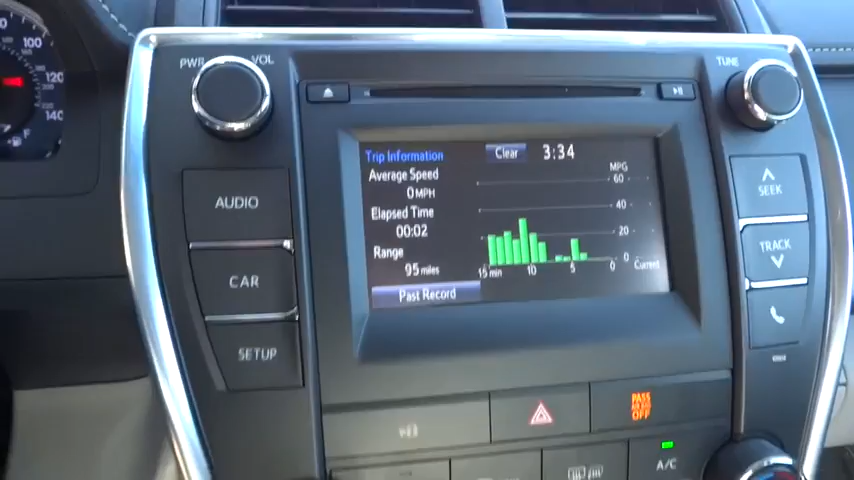 PWR VOL
TUNE
100
120
140
F
Trip Information
Clear
3:34
Average Speed
0 MPH
Elapsed Time
00:02
Range
95 miles
Past Record
MPG
60
40
20
0
15 min
10
5
0
Current
AUDIO
CAR
SETUP
SEEK
TRACK
PASS
AIR BAG
OFF
A/C